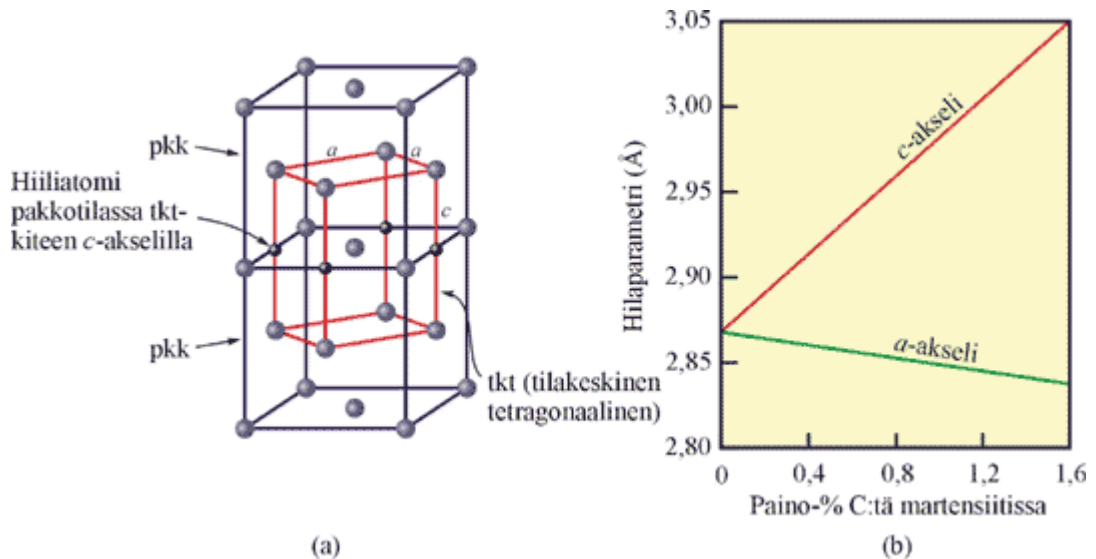 pkk
a
a
Hiiliatomi
pakkotilassa tkt-
kiteen c-akselilla
c
pkk
tkt (tilakeskinen
tetragonaalinen)
(a)
3,05
3,00
2,95
2,90
2,85
2,80
Hilaparametri (Å)
c-akseli
a-akseli
0
0,4
0,8
1,2
1,6
Paino-% C:tä martensiitissa
(b)